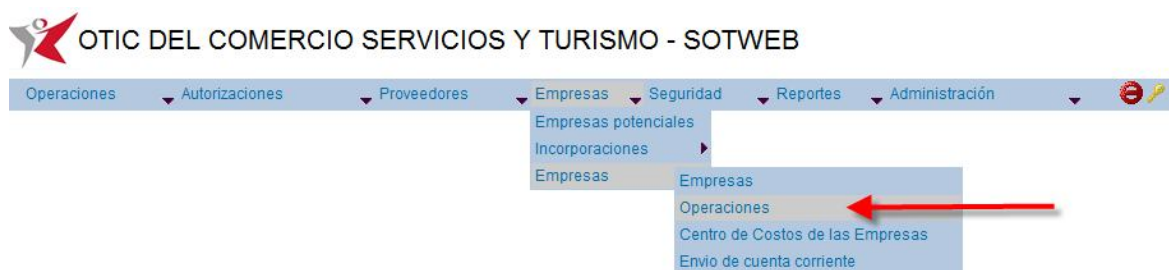 OTIC DEL COMERCIO SERVICIOS Y TURISMO - SOTWEB
Operaciones Autorizaciones Proveedores Empresas Seguridad Reportes Administración
Empresas potenciales
Incorporaciones
Empresas
Empresas
Operaciones
Centro de Costos de las Empresas
Envio de cuenta corriente